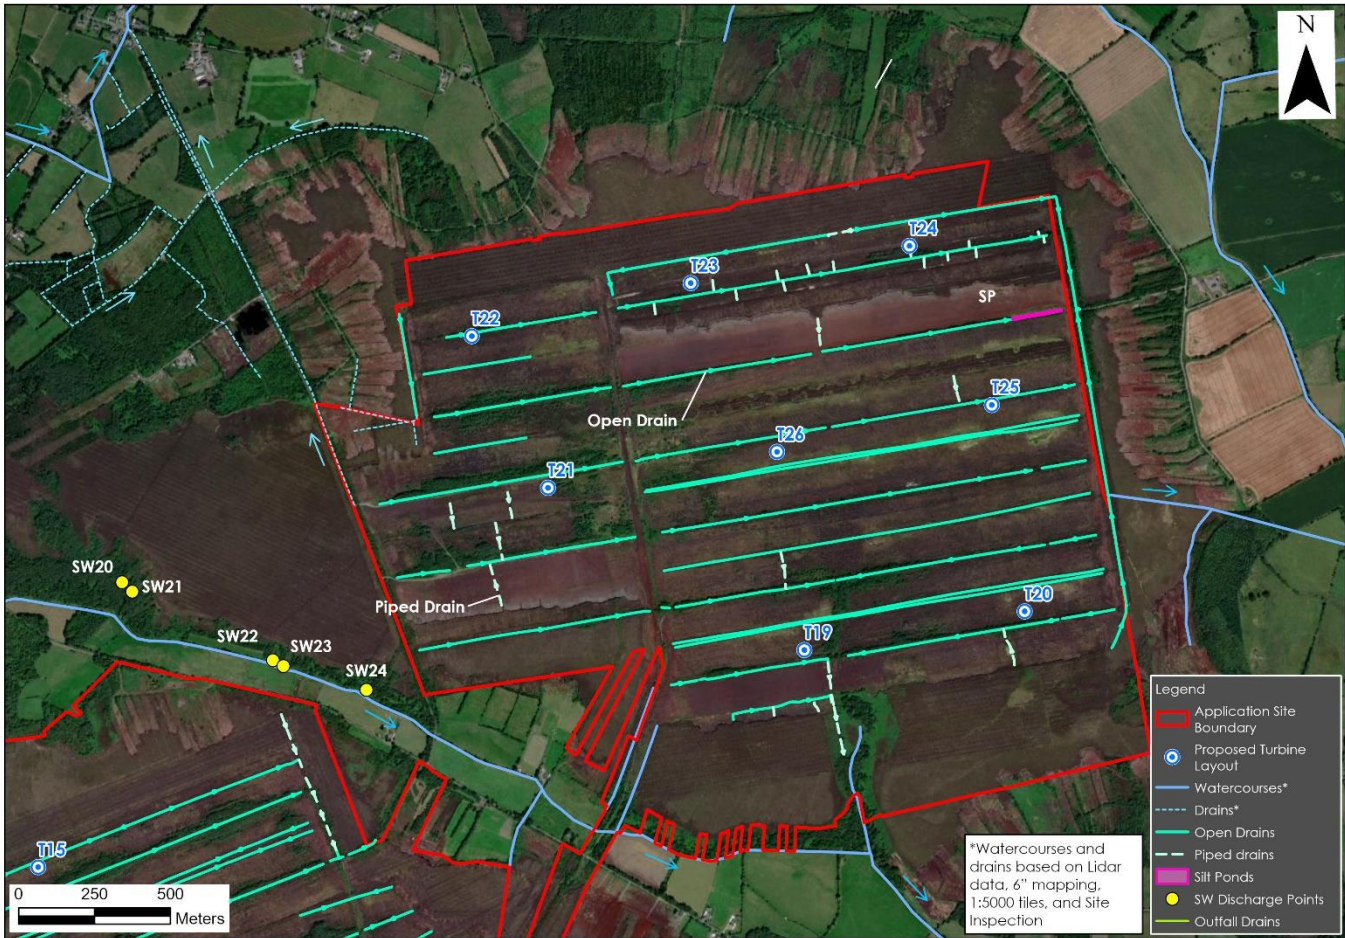 N
T24
T23
SP
T22
T25
Open Drain
T26
T21
SW20
SW21
Piped Drain
T20
T19
SW22
SW23
SW24
T15
Legend
Application Site
Boundary
Proposed Turbine
Layout
Watercourses*
Drains*
Open Drains
Piped drains
Silt Ponds
SW Discharge Points
Outfall Drains
*Watercourses and
drains based on Lidar
data, 6" mapping,
1:5000 tiles, and Site
Inspection
0 250 500
Meters